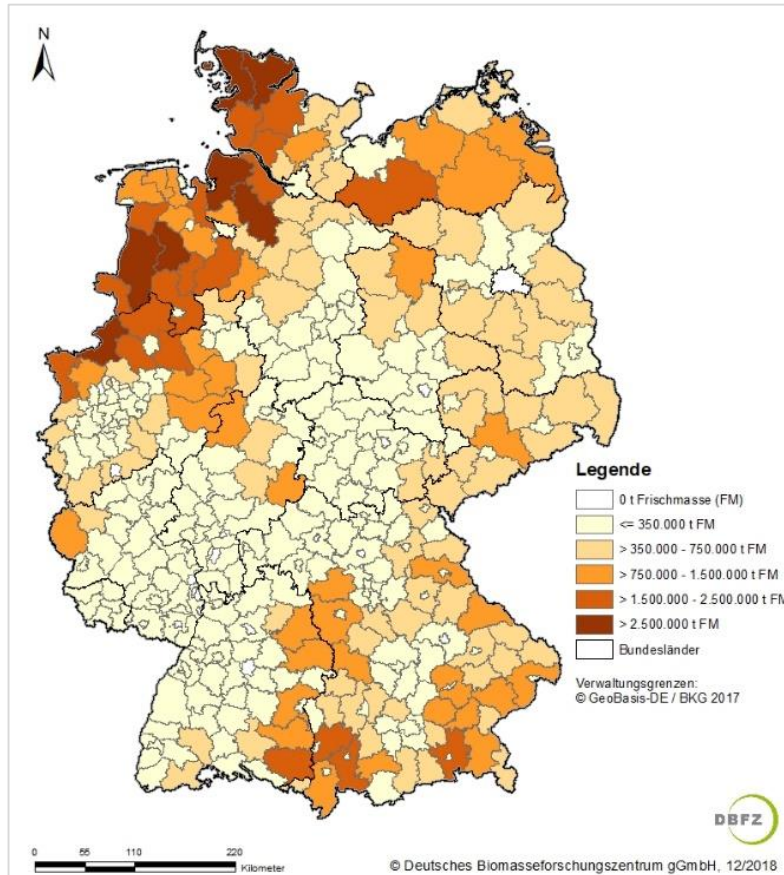 N
Legende
0 t Frischmasse (FM)
<= 350.000 t FM
> 350.000 - 750.000 t FM
> 750.000 - 1.500.000 t FM
> 1.500.000 - 2.500.000 t FM
> 2.500.000 t FM
Bundesländer
Verwaltungsgrenzen:
© GeoBasis-DE / BKG 2017
DBFZ
0 55 110 220
Kilometer
© Deutsches Biomasseforschungszentrum gGmbH, 12/2018